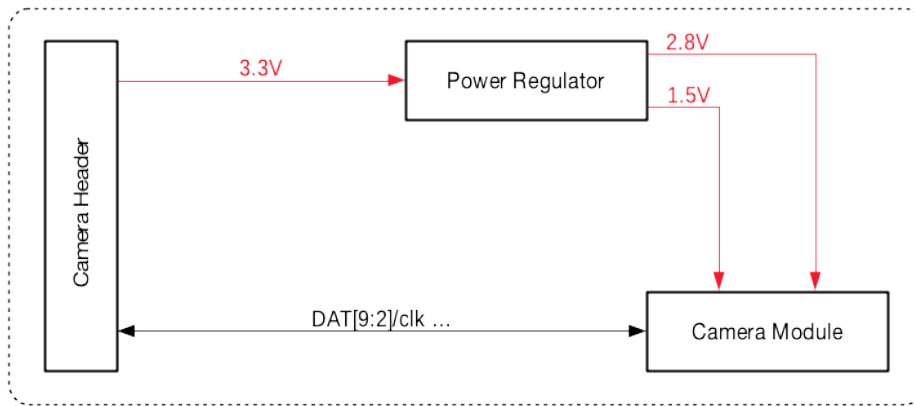 3.3V
Power Regulator
2.8V
1.5V
Camera Header
DAT[9:2]/clk ...
Camera Module